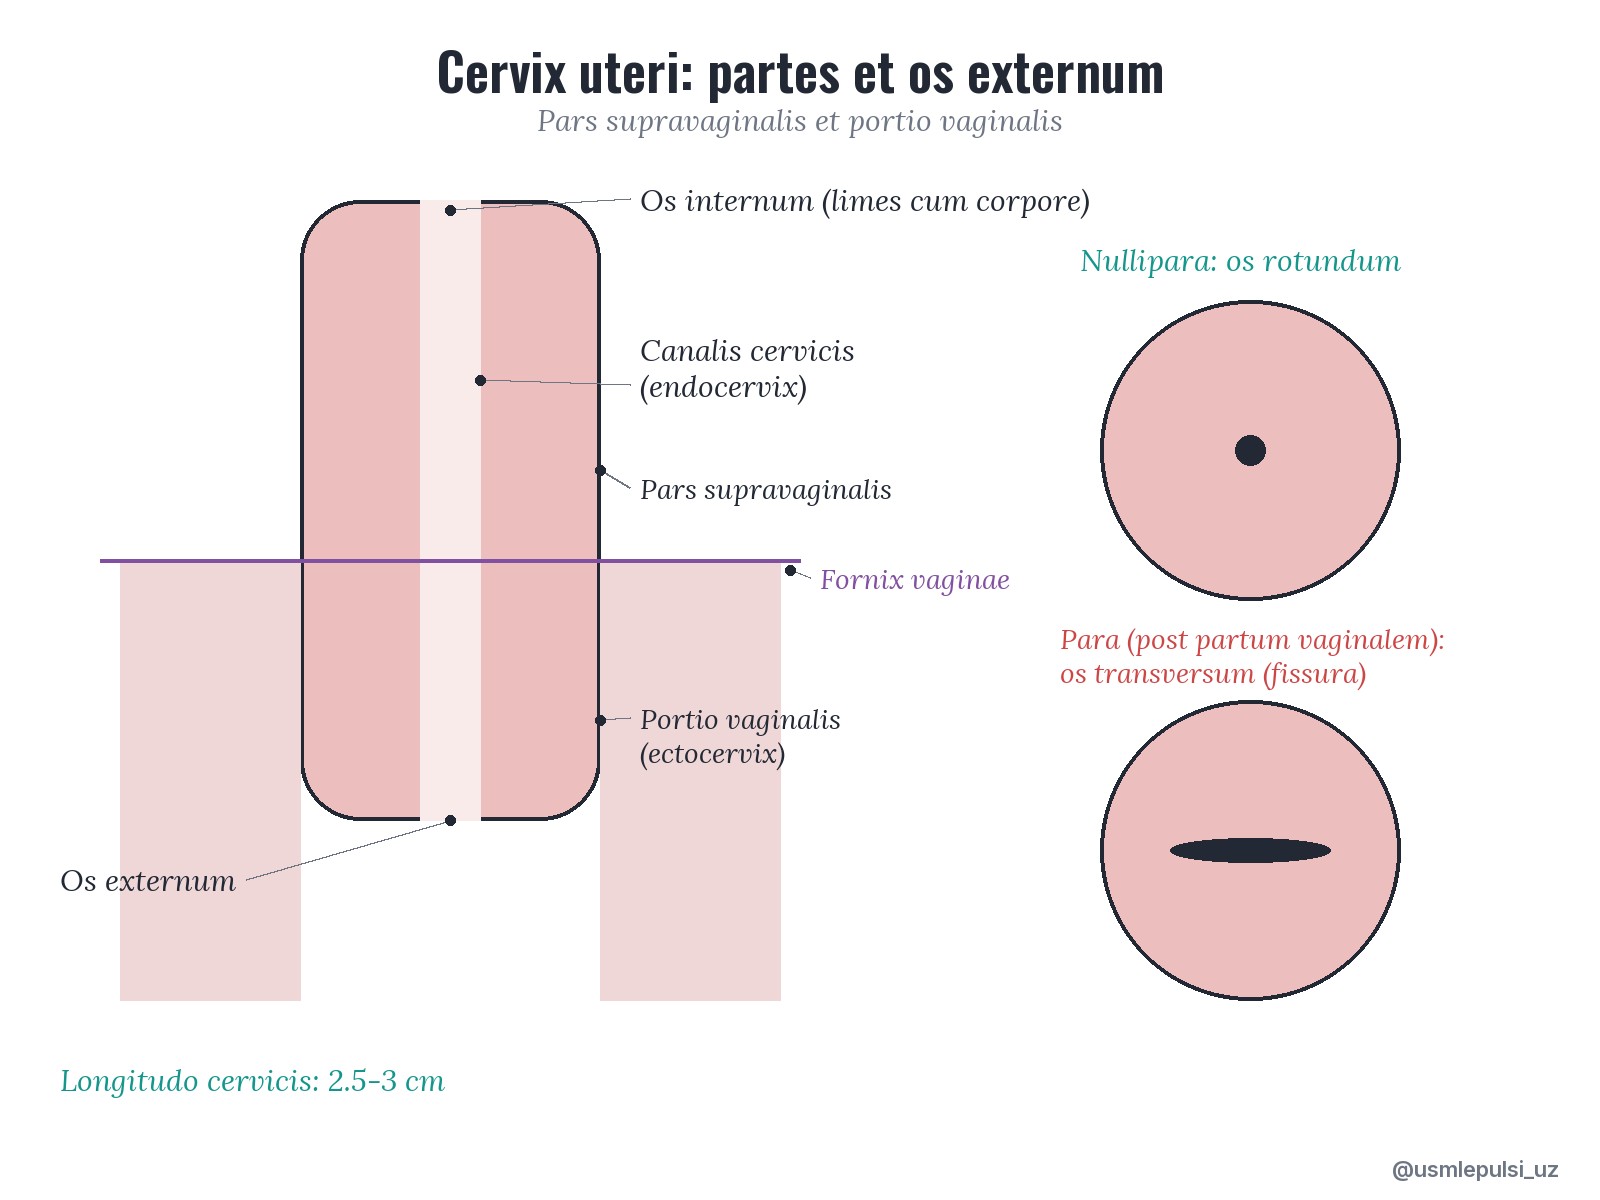 Cervix uteri: partes et os externum
Pars supravaginalis et portio vaginalis
Os internum (limes cum corpore)
Canalis cervicis
(endocervix)
Pars supravaginalis
Fornix vaginae
Portio vaginalis
(ectocervix)
Os externum
Nullipara: os rotundum
Para (post partum vaginalem):
os transversum (fissura)
Longitudo cervicis: 2.5-3 cm
@usmlepulsi_uz